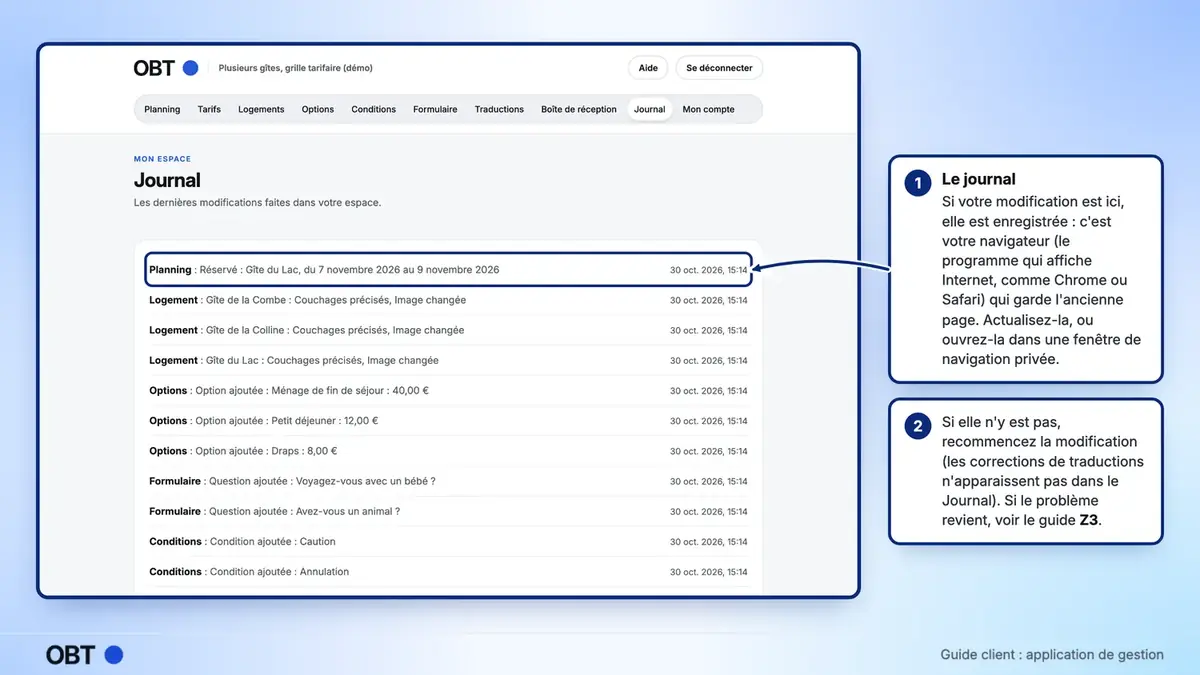 OBT
Plusieurs gîtes, grille tarifaire (démo)
Aide
Se déconnecter
Planning Tarifs Logements Options Conditions Formulaire Traductions Boîte de réception Journal Mon compte
MON ESPACE
Journal
Les dernières modifications faites dans votre espace.
Planning : Réservé : Gîte du Lac, du 7 novembre 2026 au 9 novembre 2026 30 oct. 2026, 15:14
Logement : Gîte de la Combe : Couchages précisés, Image changée 30 oct. 2026, 15:14
Logement : Gîte de la Colline : Couchages précisés, Image changée 30 oct. 2026, 15:14
Logement : Gîte du Lac : Couchages précisés, Image changée 30 oct. 2026, 15:14
Options : Option ajoutée : Ménage de fin de séjour : 40,00 € 30 oct. 2026, 15:14
Options : Option ajoutée : Petit déjeuner : 12,00 € 30 oct. 2026, 15:14
Options : Option ajoutée : Draps : 8,00 € 30 oct. 2026, 15:14
Formulaire : Question ajoutée : Voyagez-vous avec un bébé ? 30 oct. 2026, 15:14
Formulaire : Question ajoutée : Avez-vous un animal ? 30 oct. 2026, 15:14
Conditions : Condition ajoutée : Caution 30 oct. 2026, 15:14
Conditions : Condition ajoutée : Annulation 30 oct. 2026, 15:14
1
Le journal
Si votre modification est ici,
elle est enregistrée : c'est
votre navigateur (le
programme qui affiche
Internet, comme Chrome ou
Safari) qui garde l'ancienne
page. Actualisez-la, ou
ouvrez-la dans une fenêtre de
navigation privée.
2
Si elle n'y est pas,
recommencez la modification
(les corrections de traductions
n'apparaissent pas dans le
Journal). Si le problème
revient, voir le guide Z3.
OBT
Guide client : application de gestion